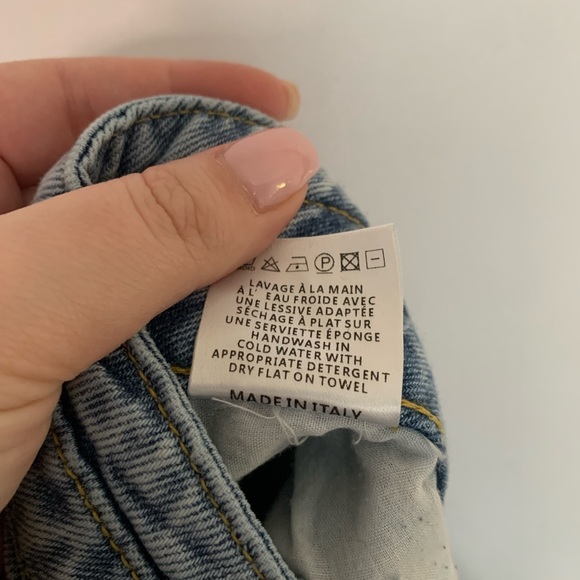 P
LAVAGE À LA MAIN
À L' EAU FROIDE AVEC
UNE LESSIVE ADAPTÉE
SÉCHAGE À PLAT SUR
UNE SERVIETTE ÉPONGE
HANDWASH IN
COLD WATER WITH
APPROPRIATE DETERGENT
DRY FLAT ON TOWEL
MADE IN ITALY